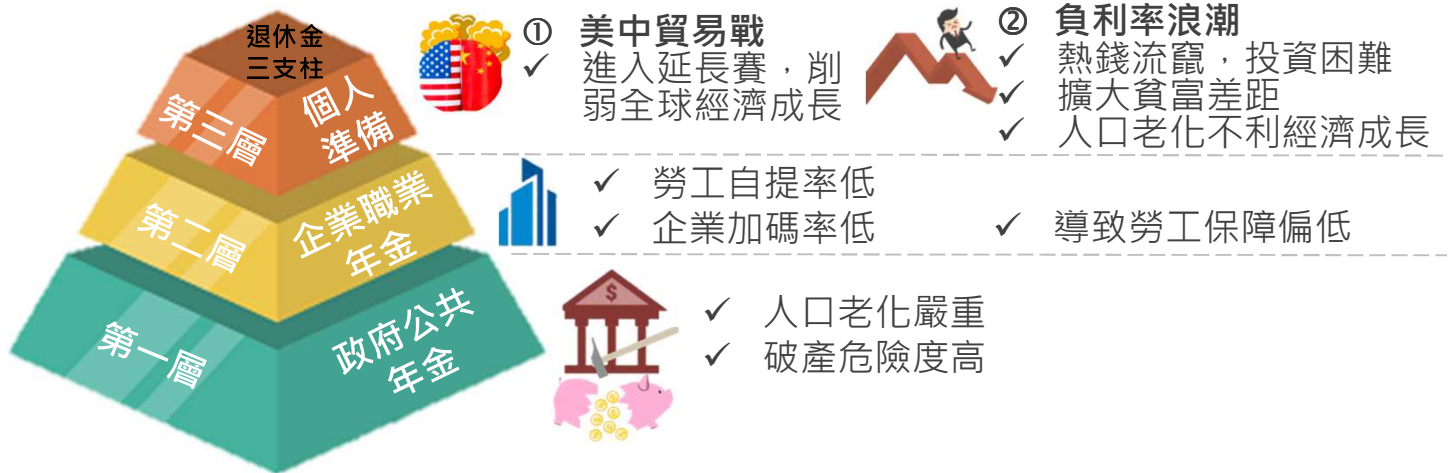 退休金
三支柱
第三層
個人
準備
① 美中貿易戰
✓ 進入延長賽，削
弱全球經濟成長
② 負利率浪潮
✓ 熱錢流竄，投資困難
✓ 擴大貧富差距
✓ 人口老化不利經濟成長
第二層
企業職業
年金
✓ 勞工自提率低
✓ 企業加碼率低
✓ 導致勞工保障偏低
第一層
政府公共
年金
$
✓ 人口老化嚴重
✓ 破產危險度高